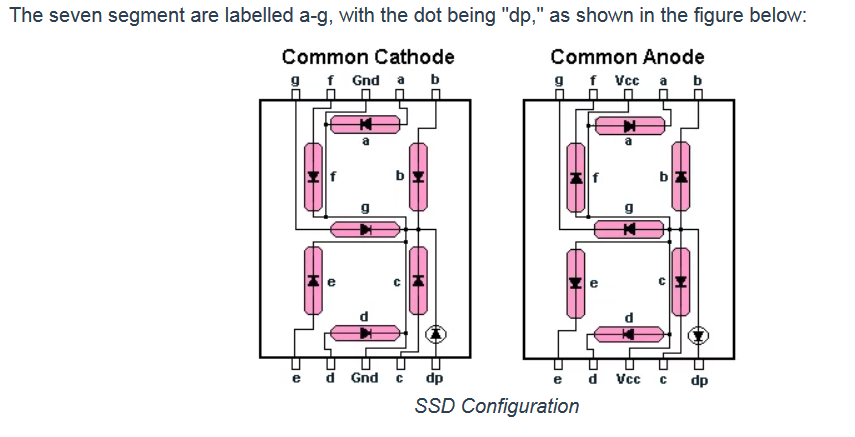 The seven segment are labelled a-g, with the dot being "dp," as shown in the figure below:
Common Cathode
g f Gnd a b
a
f b
g
e c
d
e d Gnd c dp
Common Anode
g f Vcc a b
a
f b
g
e c
d
e d Vcc c dp
SSD Configuration